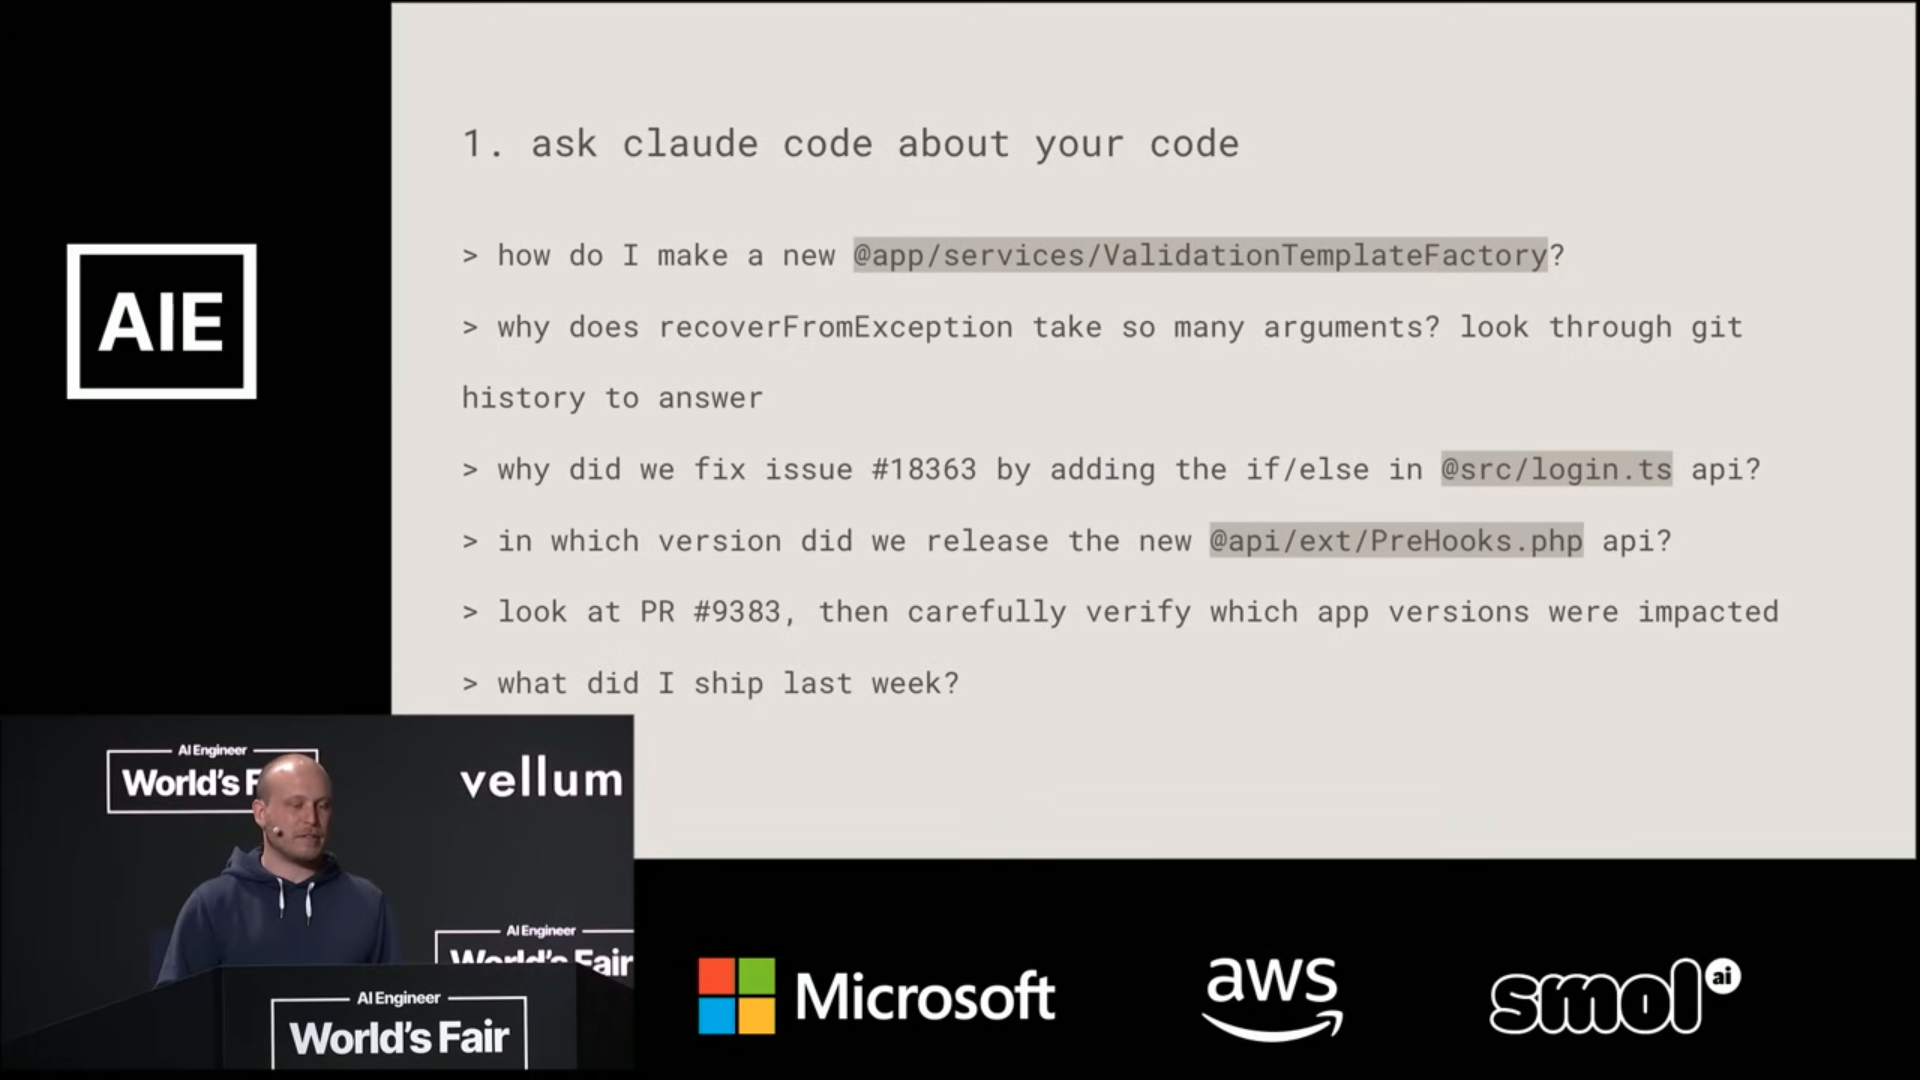 1. ask claude code about your code
> how do I make a new @app/services/ValidationTemplateFactory?
> why does recoverFromException take so many arguments? look through git
history to answer
> why did we fix issue #18363 by adding the if/else in @src/login.ts api?
> in which version did we release the new @api/ext/PreHooks.php api?
> look at PR #9383, then carefully verify which app versions were impacted
> what did I ship last week?
AIE
AI Engineer
World's F
vellum
AI Engineer
World's Fair
AI Engineer
World's Fair
Microsoft
aws
smol ai